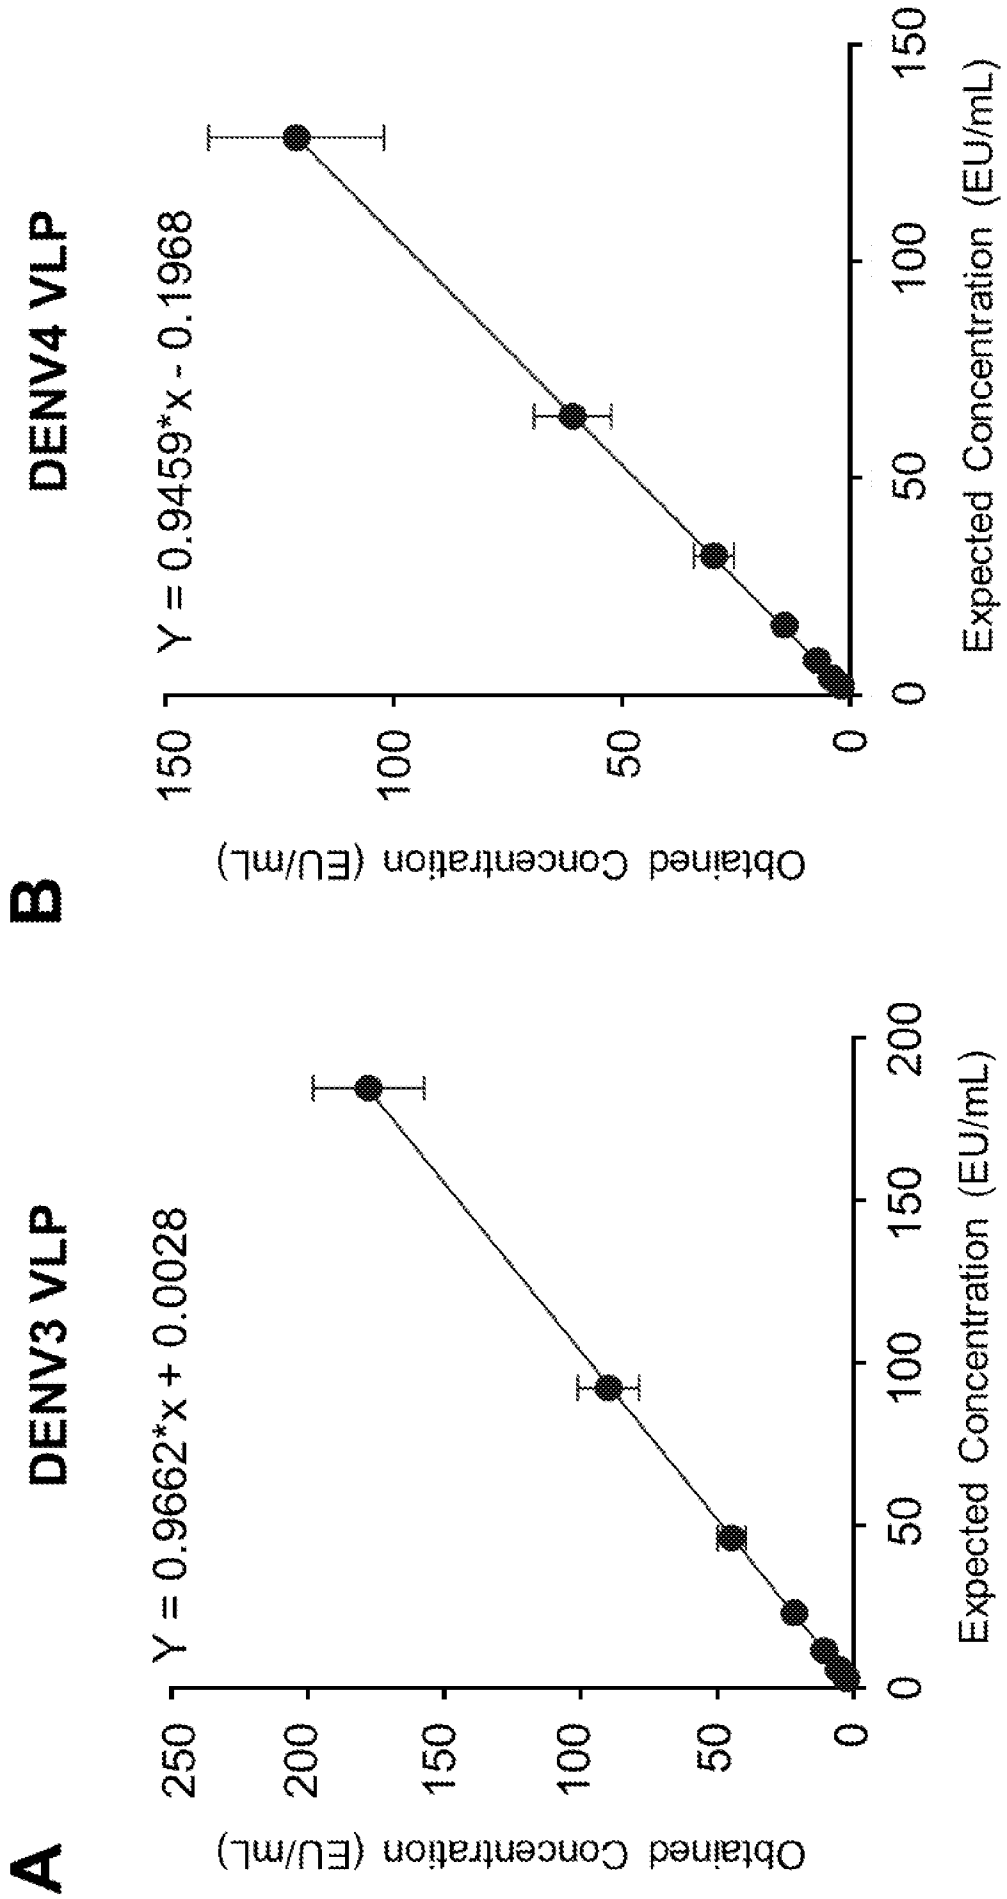 A
DENV3 VLP
Y = 0.9662*x + 0.0028
Obtained Concentration (EU/mL)
250
200
150
100
50
0
0 50 100 150 200
Expected Concentration (EU/mL)
B
DENV4 VLP
Y = 0.9459*x - 0.1968
Obtained Concentration (EU/mL)
150
100
50
0
0 50 100 150
Expected Concentration (EU/mL)